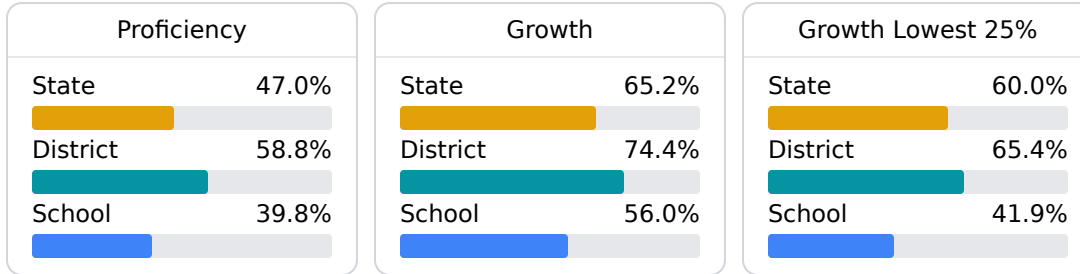 Proficiency
State 47.0%
District 58.8%
School 39.8%
Growth
State 65.2%
District 74.4%
School 56.0%
Growth Lowest 25%
State 60.0%
District 65.4%
School 41.9%